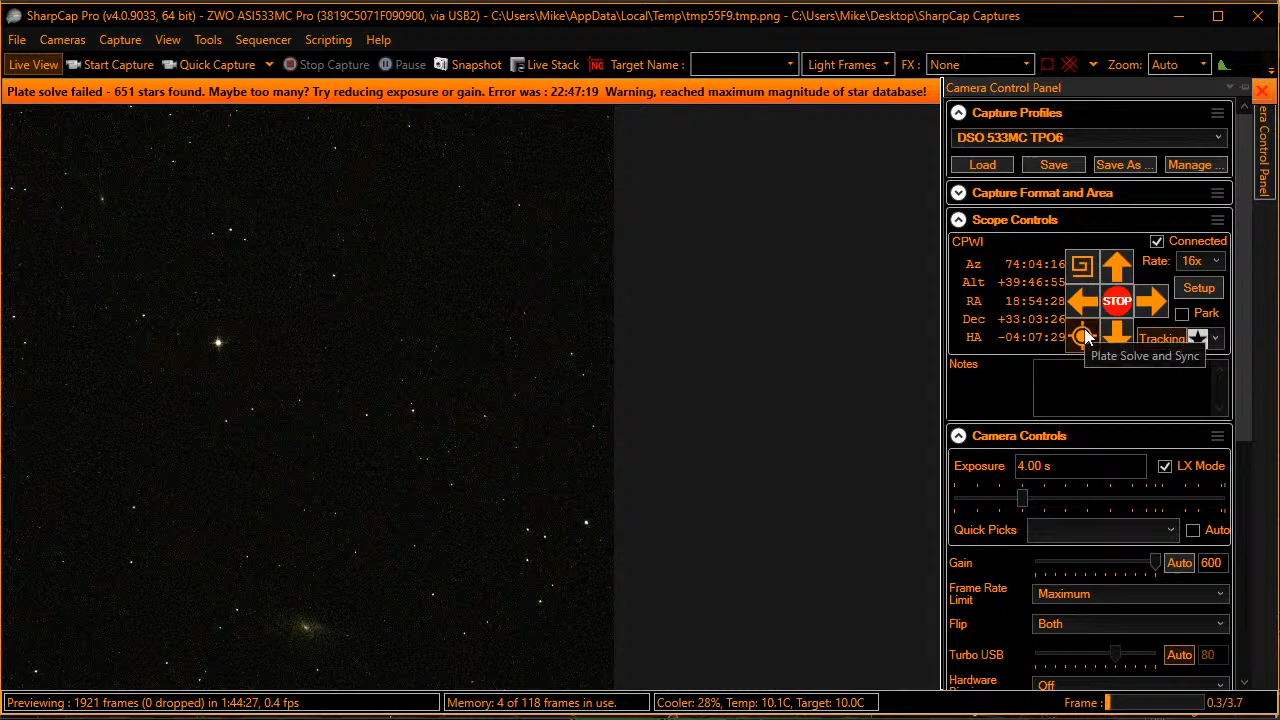 SharpCap Pro (v4.0.9033, 64 bit) - ZWO ASI533MC Pro (3819C5071F090900, via USB2) - C:\Users\Mike\AppData\Local\Temp\tmp55F9.tmp.png - C:\Users\Mike\Desktop\SharpCap Captures
File Cameras Capture View Tools Sequencer Scripting Help
Live View Start Capture Quick Capture Stop Capture Pause Snapshot Live Stack NC Target Name : Light Frames FX : None Zoom: Auto
Plate solve failed - 651 stars found. Maybe too many? Try reducing exposure or gain. Error was : 22:47:19 Warning, reached maximum magnitude of star database!
Camera Control Panel
era Control Panel
Capture Profiles
DSO 533MC TPO6
Load Save Save As ... Manage ...
Capture Format and Area
Scope Controls
CPWI Connected
Az 74:04:16 Rate: 16x
Alt +39:46:55 Setup
RA 18:54:28 STOP
Dec +33:03:26 Park
HA -04:07:29 Tracking
Plate Solve and Sync
Notes
Camera Controls
Exposure 4.00 s LX Mode
Quick Picks Auto
Gain Auto 600
Frame Rate
Limit
Maximum
Flip Both
Turbo USB Auto 80
Hardware
Off
Previewing : 1921 frames (0 dropped) in 1:44:27, 0.4 fps Memory: 4 of 118 frames in use. Cooler: 28%, Temp: 10.1C, Target: 10.0C Frame : 0.3/3.7